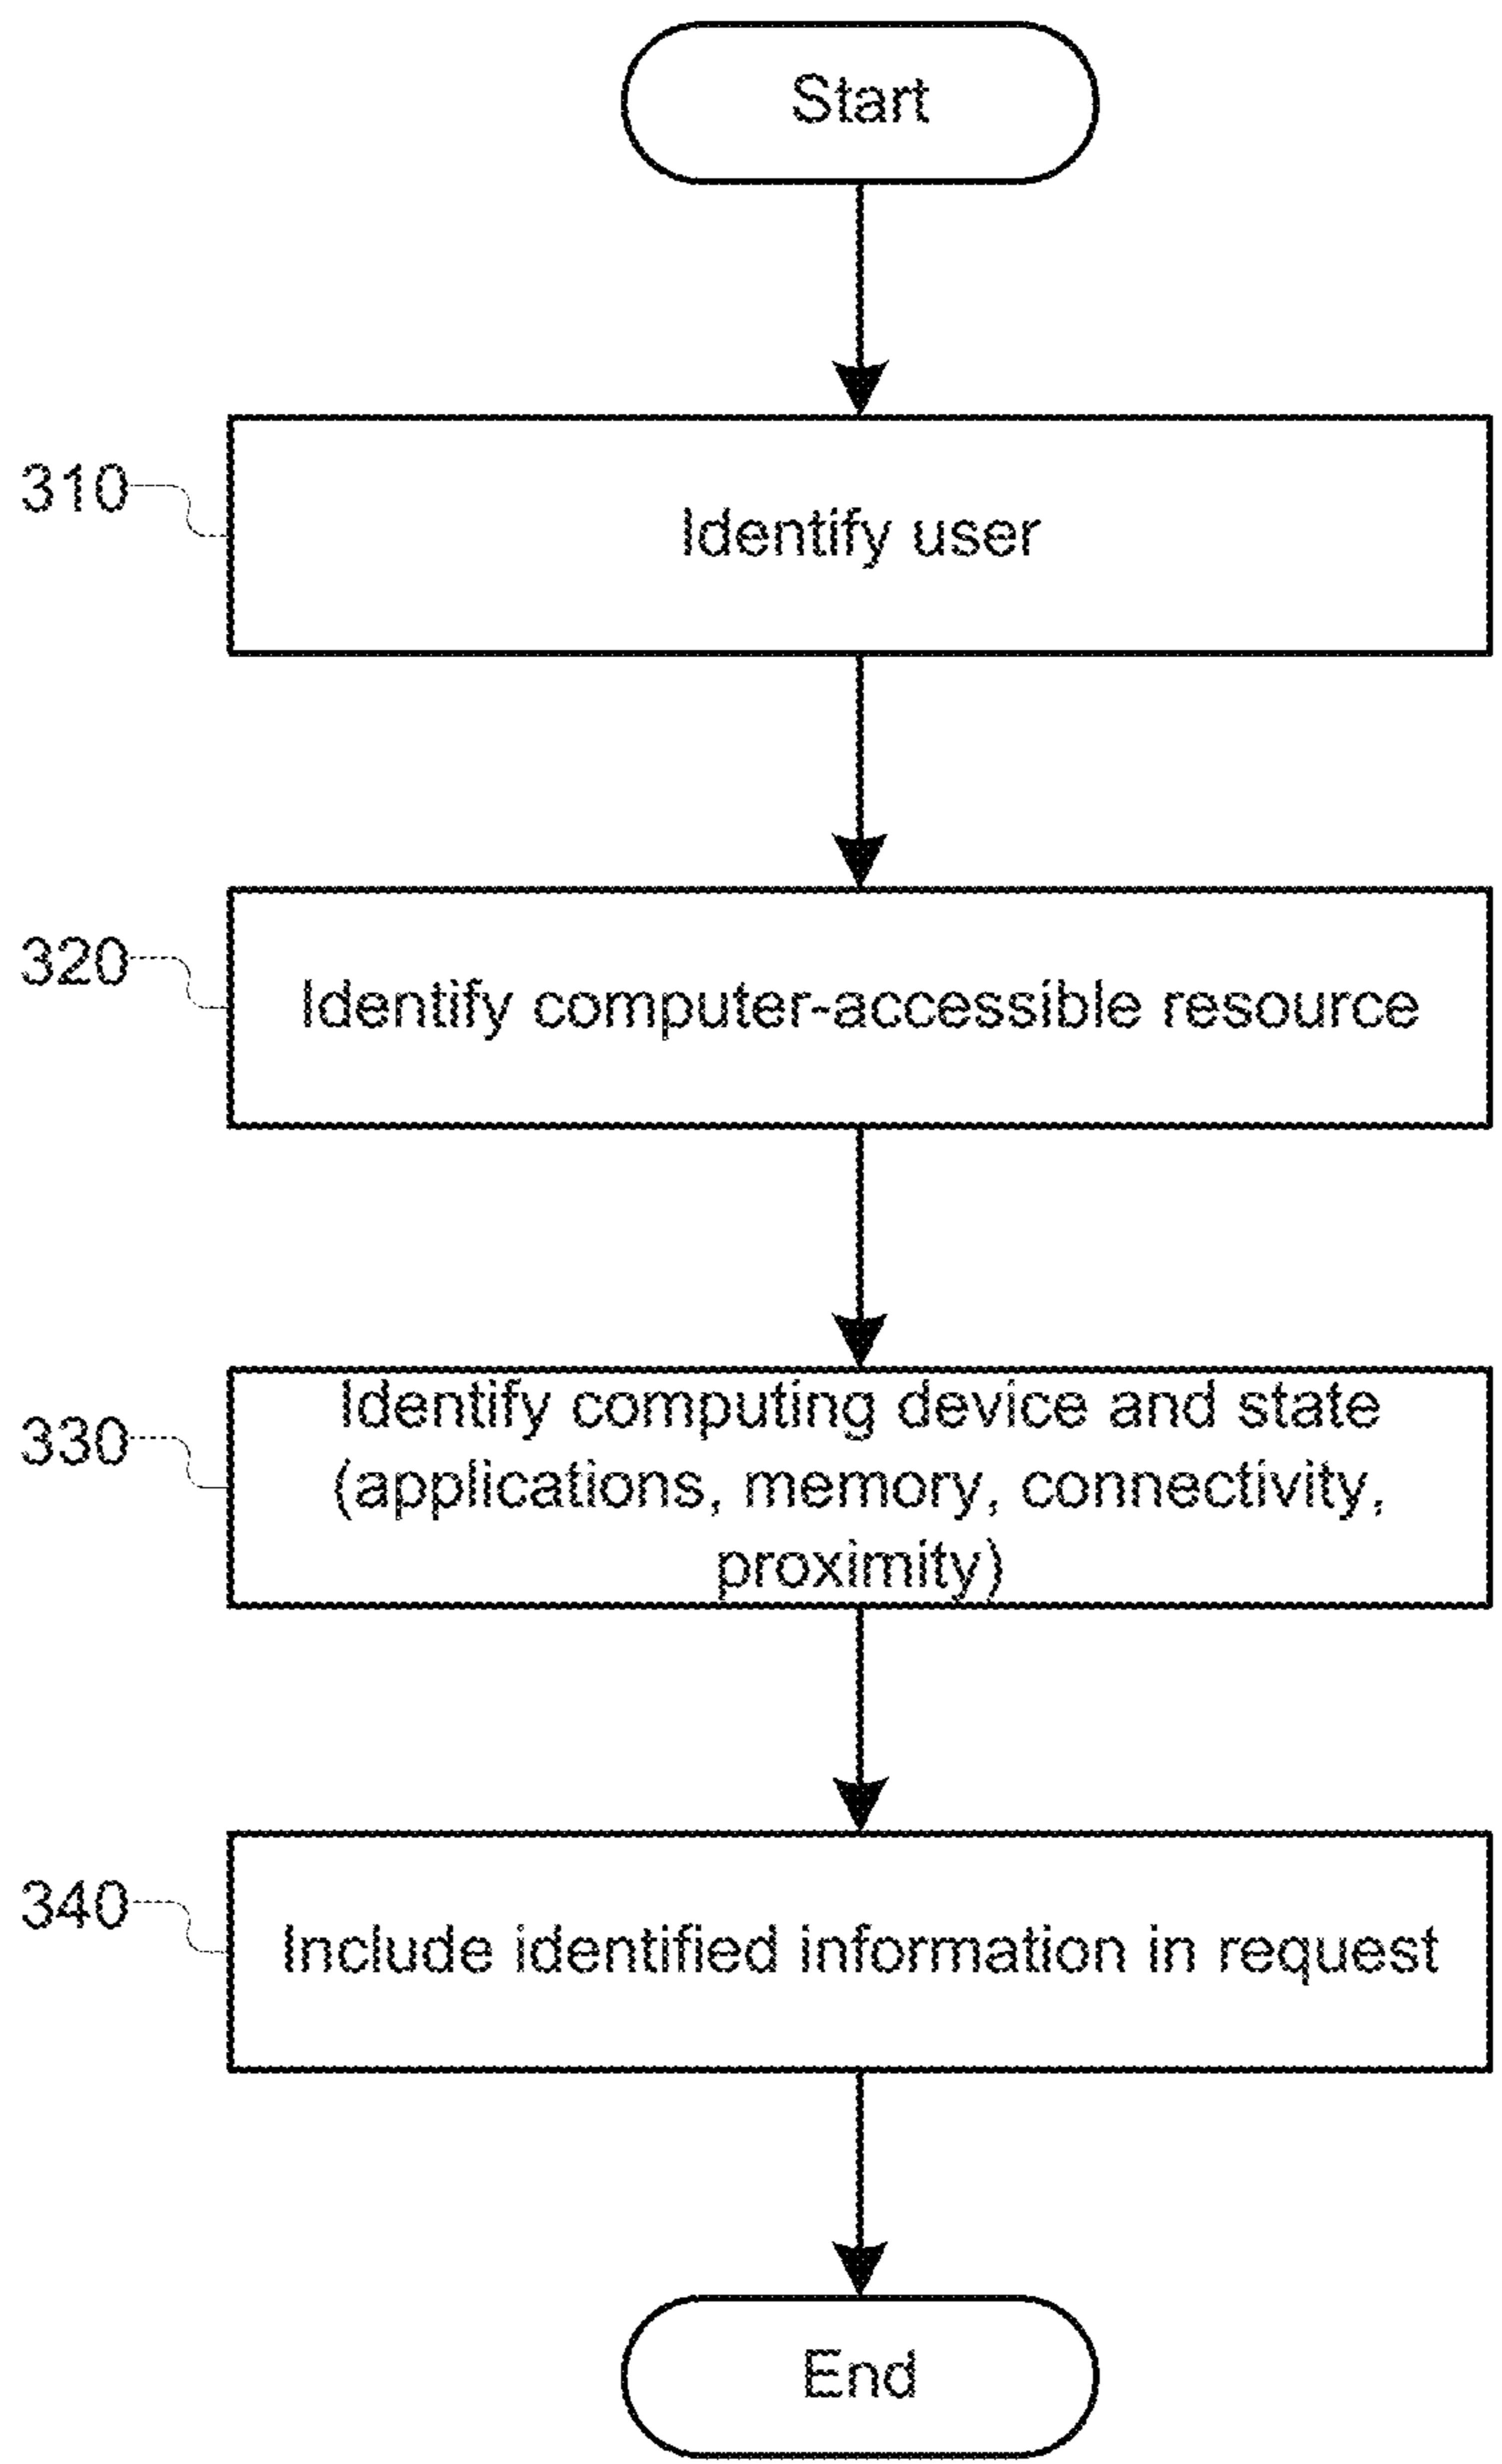 Start
310
Identify user
320
Identify computer-accessible resource
330
Identify computing device and state
(applications, memory, connectivity,
proximity)
340
Include identified information in request
End